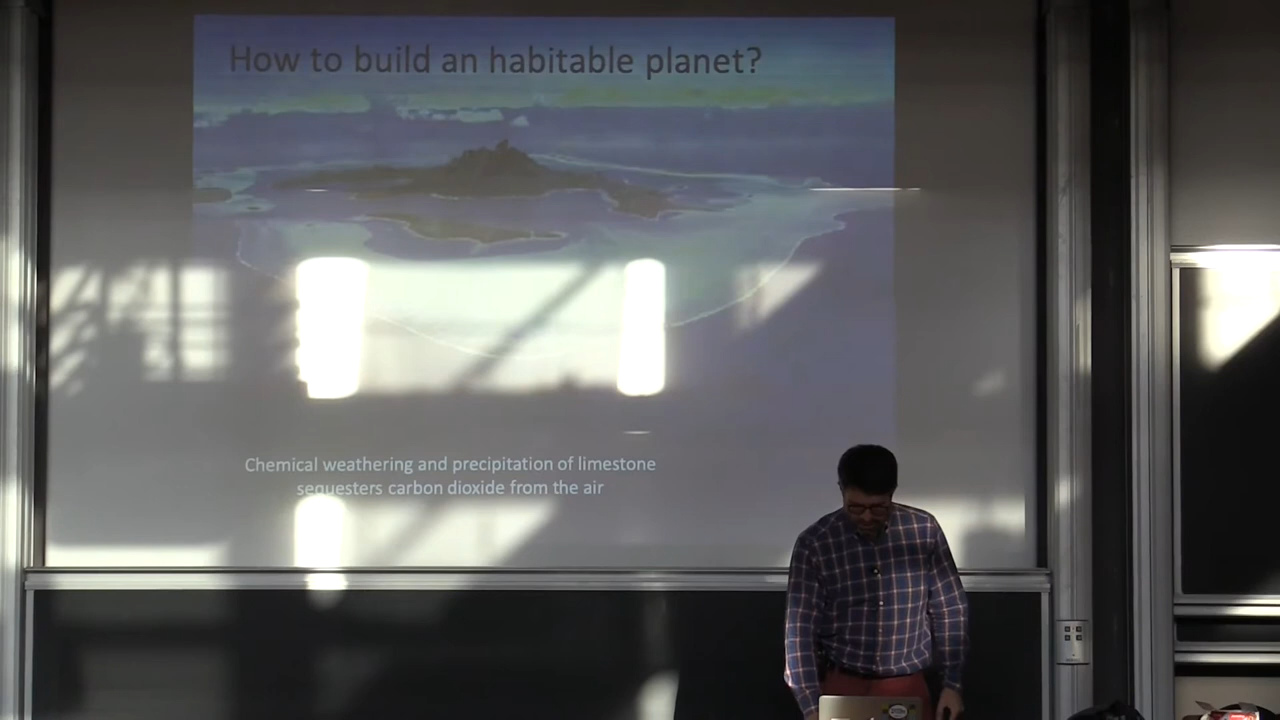 How to build an habitable planet?
Chemical weathering and precipitation of limestone
sequesters carbon dioxide from the air